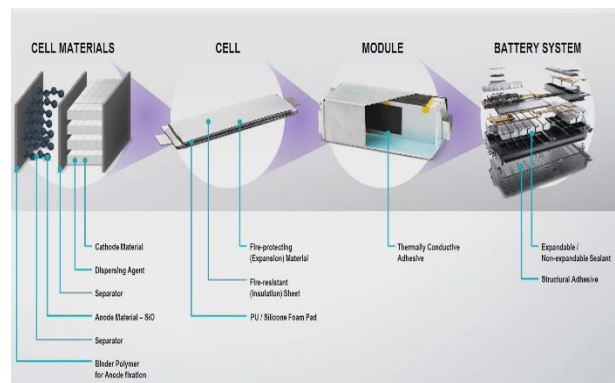 CELL MATERIALS
CELL
MODULE
BATTERY SYSTEM
Cathode Material
Dispersing Agent
Separator
Anode Material – SiO
Separator
Binder Polymer
for Anode fixation
Fire-protecting
(Expansion) Material
Fire-resistant
(Insulation) Sheet
PU / Silicone Foam Pad
Thermally Conductive
Adhesive
Expandable /
Non-expandable Sealant
Structural Adhesive